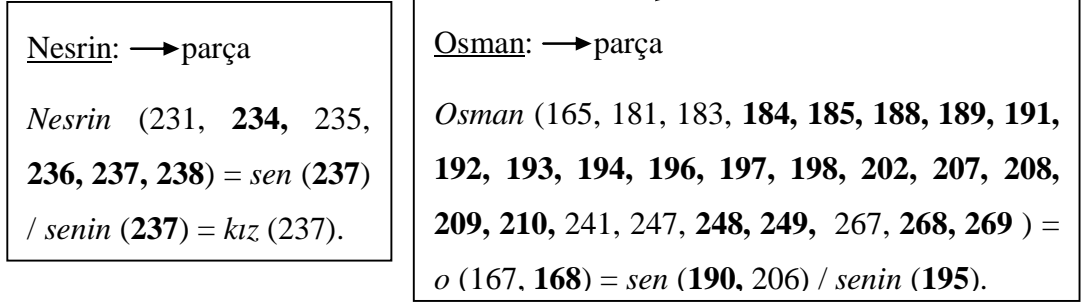 Nesrin: → parça
Nesrin (231, 234, 235,
236, 237, 238) = sen (237)
/ senin (237) = kız (237).
Osman: → parça
Osman (165, 181, 183, 184, 185, 188, 189, 191,
192, 193, 194, 196, 197, 198, 202, 207, 208,
209, 210, 241, 247, 248, 249, 267, 268, 269 ) =
o (167, 168) = sen (190, 206) / senin (195).